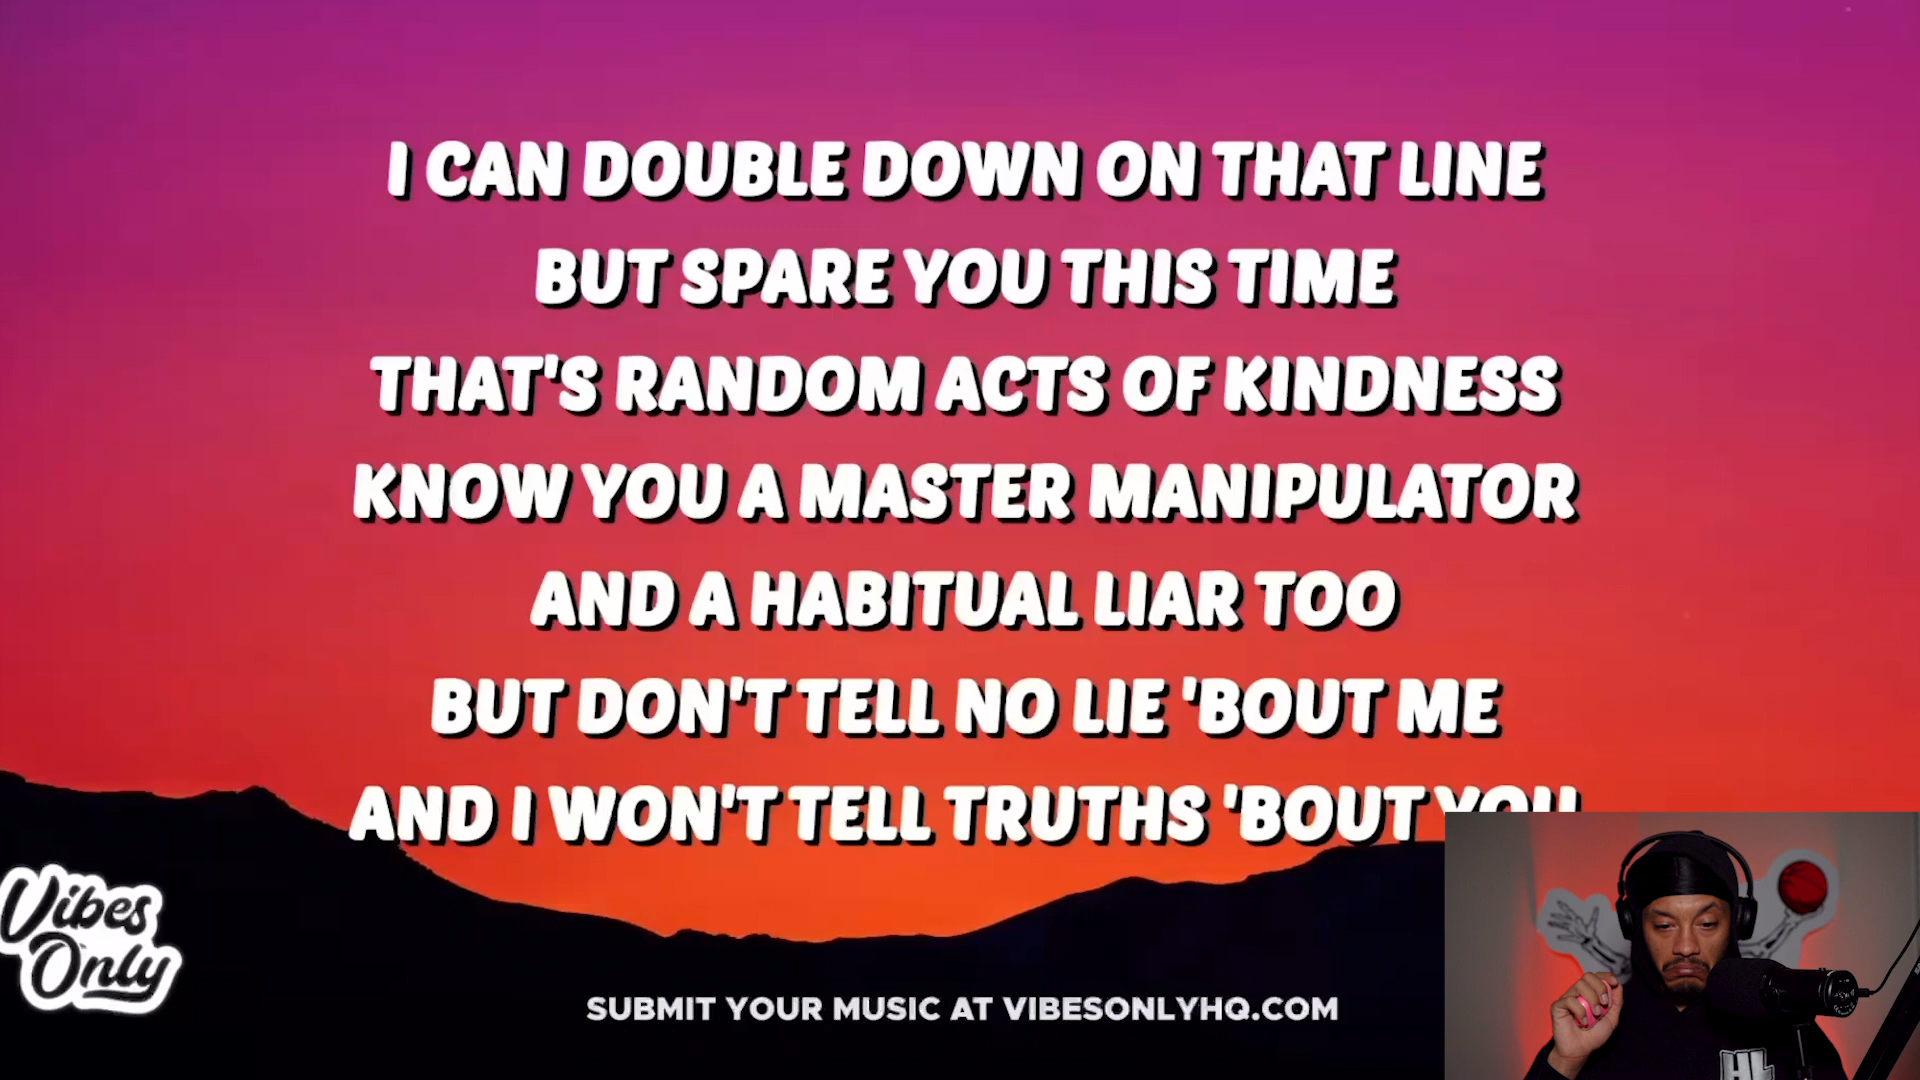 I CAN DOUBLE DOWN ON THAT LINE
BUT SPARE YOU THIS TIME
THAT'S RANDOM ACTS OF KINDNESS
KNOW YOU A MASTER MANIPULATOR
AND A HABITUAL LIAR TOO
BUT DON'T TELL NO LIE 'BOUT ME
AND I WON'T TELL TRUTHS 'BOUT YOU
Vibes
Only
SUBMIT YOUR MUSIC AT VIBESONLYHQ.COM